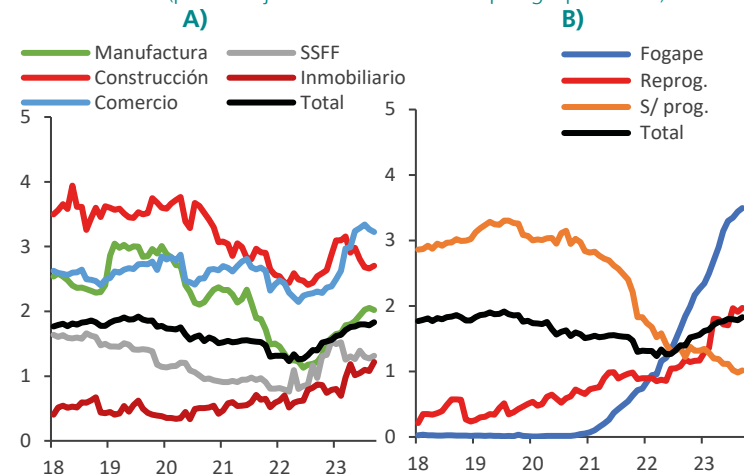 A)
B)
Manufactura
SSFF
Construcción
Inmobiliario
Comercio
Total
5
4
3
2
1
0
18 19 20 21 22 23
Fogape
Reprog.
S/ prog.
Total
5
4
3
2
1
0
18 19 20 21 22 23